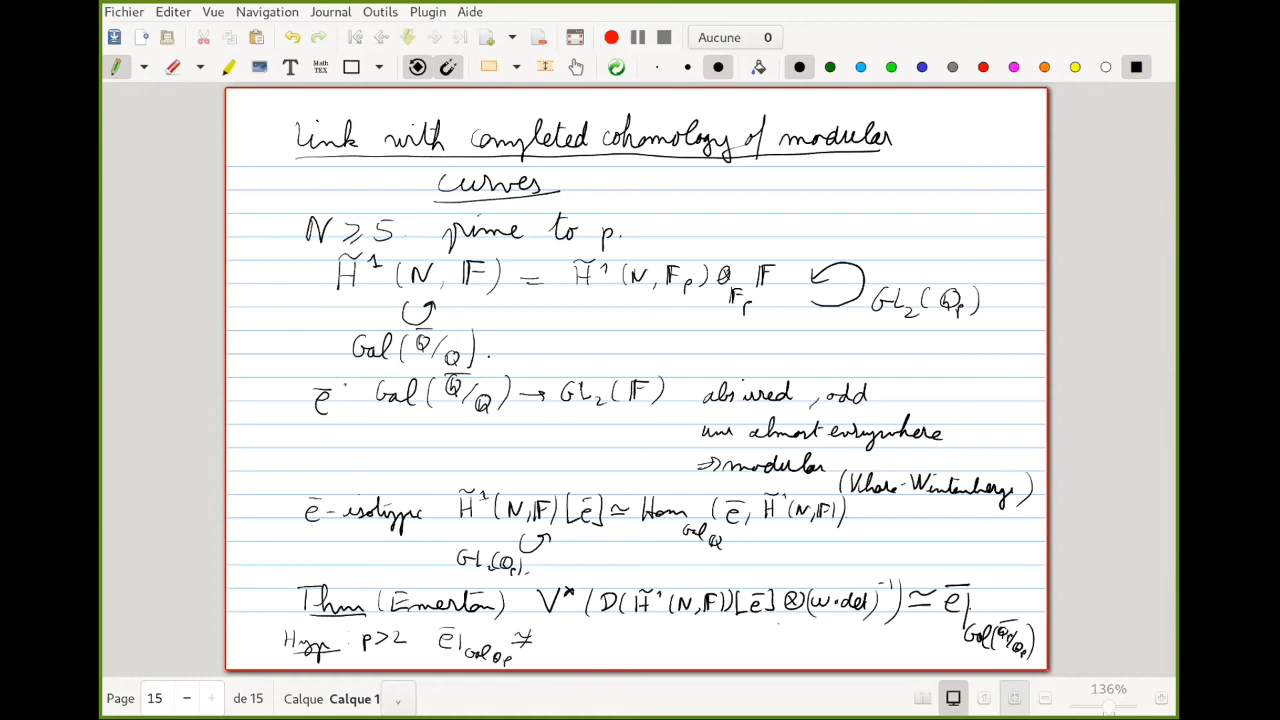 Fichier Editer Vue Navigation Journal Outils Plugin Aide
Aucune 0
T Math TEX
Link with completed cohomology of modular
curves
N ≥ 5. prime to p.
H̃¹(N, 𝔽) = H̃¹(N, 𝔽_p) ⊗_{𝔽_p} 𝔽 GL₂(ℚ_p)
Gal(ℚ̄/ℚ).
ρ̄ Gal(ℚ̄/ℚ) → GL₂(𝔽) abs irred, odd
unr almost everywhere
⇒ modular (Khare-Wintenberger)
ρ̄-isotypic H̃¹(N,𝔽)[ρ̄] ≃ Hom_{Gal_ℚ}(ρ̄, H̃¹(N,𝔽))
GL₂(ℚ_p).
Thm (Emerton) V*(D(H̃¹(N,𝔽)[ρ̄] ⊗ (ω∘det)⁻¹) ≃ ρ̄|_{Gal(ℚ̄_p/ℚ_p)}
Hyp: p>2 ρ̄|_{Gal_{ℚ_p}} ≄
Page 15 de 15 Calque Calque 1 136%